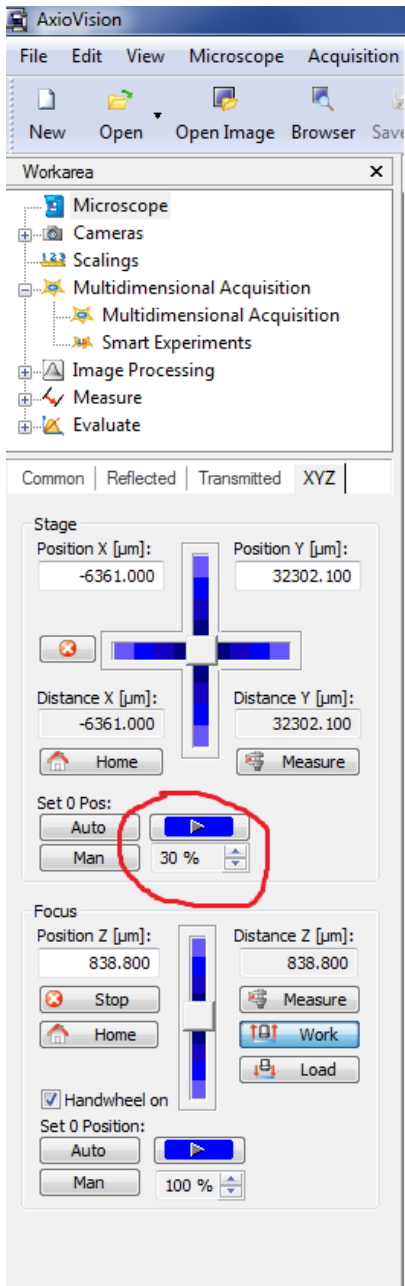 AxioVision
File Edit View Microscope Acquisition
New Open Open Image Browser Save
Workarea
Microscope
Cameras
Scalings
Multidimensional Acquisition
Multidimensional Acquisition
Smart Experiments
Image Processing
Measure
Evaluate
Common Reflected Transmitted XYZ
Stage
Position X [µm]: Position Y [µm]:
-6361.000 32302.100
Distance X [µm]: Distance Y [µm]:
-6361.000 32302.100
Home Measure
Set 0 Pos:
Auto
Man 30 %
Focus
Position Z [µm]: Distance Z [µm]:
838.800 838.800
Stop Measure
Home Work
Load
Handwheel on
Set 0 Position:
Auto
Man 100 %